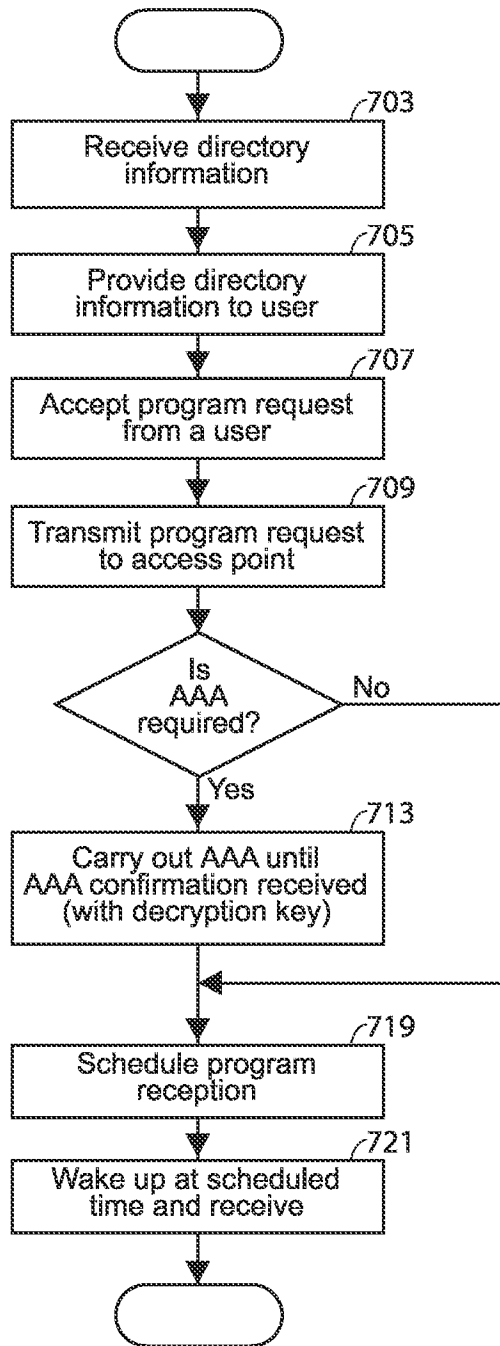 703
Receive directory
information
705
Provide directory
information to user
707
Accept program request
from a user
709
Transmit program request
to access point
Is
AAA
required?
No
Yes
713
Carry out AAA until
AAA confirmation received
(with decryption key)
719
Schedule program
reception
721
Wake up at scheduled
time and receive